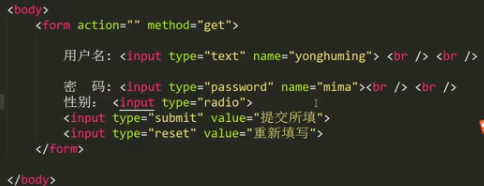 <body>
<form action="" method="get">
用户名: <input type="text" name="yonghuming"> <br /> <br />
密 码: <input type="password" name="mima"><br /> <br />
性别: <input type="radio">
<input type="submit" value="提交所填">
<input type="reset" value="重新填写">
</form>
</body>